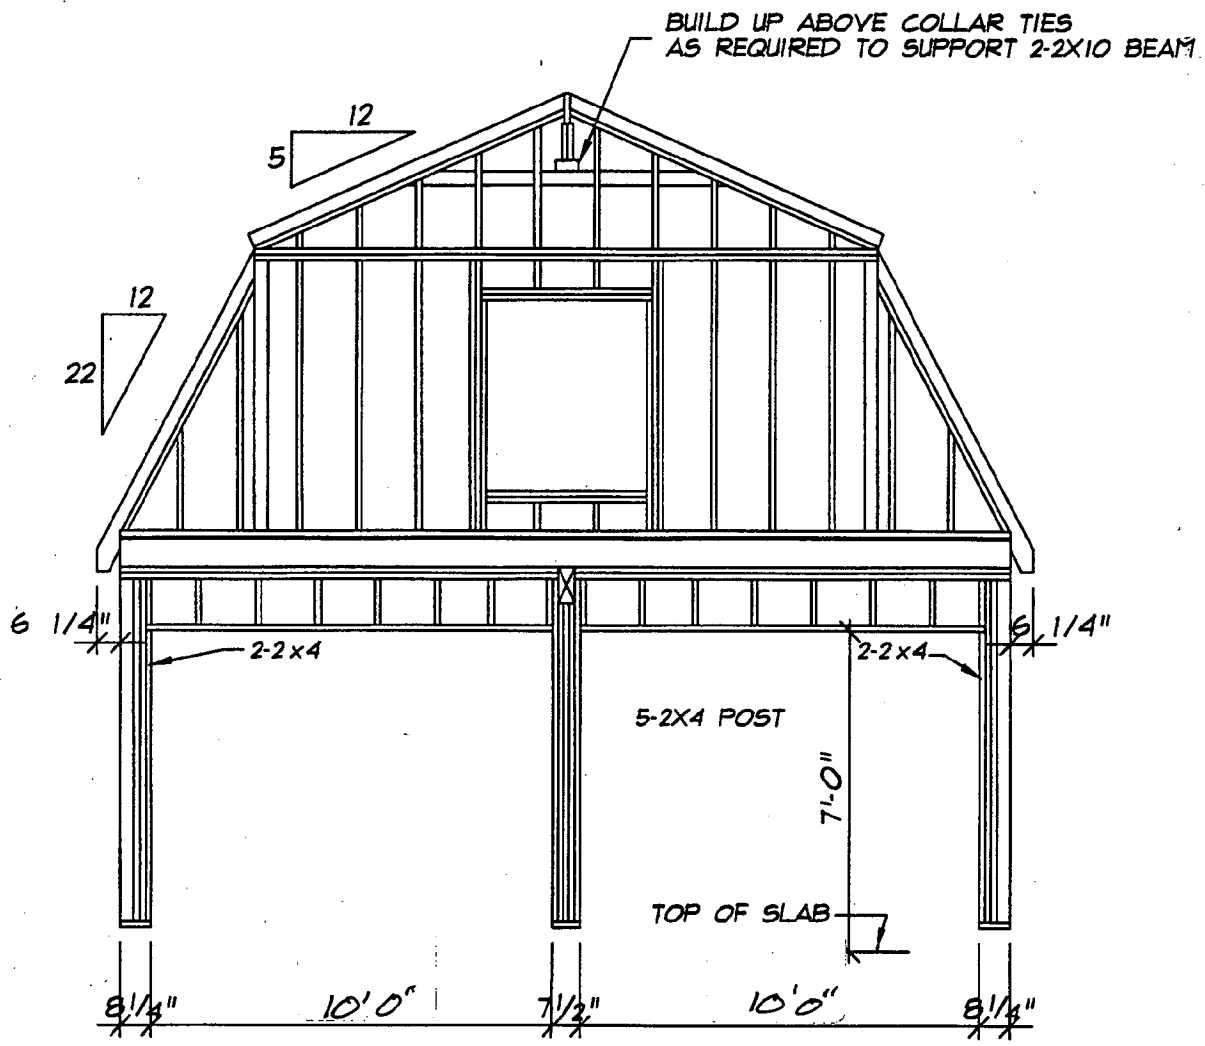 BUILD UP ABOVE COLLAR TIES
AS REQUIRED TO SUPPORT 2-2X10 BEAM
12
5
12
22
6 1/4"
6 1/4"
2-2x4
2-2x4
5-2X4 POST
7'-0"
TOP OF SLAB
8 1/4"
10'0"
7 1/2"
10'0"
8 1/4"